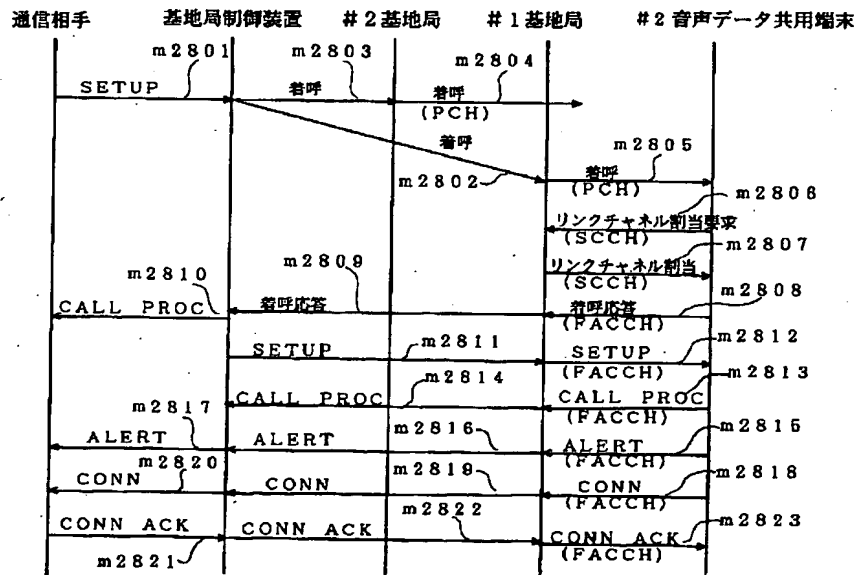 通信相手 基地局制御装置 #2基地局 #1基地局 #2音声データ共用端末
m2801 m2803 m2804
SETUP 着呼 着呼
(PCH)
着呼 m2805
m2802 着呼
(PCH) m2806
リンクチャネル割当要求
(SCCH) m2807
m2810 m2809 リンクチャネル割当
(SCCH) m2808
CALL PROC 着呼応答 着呼応答
(FACCH)
SETUP m2811 SETUP m2812
(FACCH)
m2814 m2813
CALL PROC CALL PROC
m2817 (FACCH)
ALERT ALERT m2816 ALERT m2815
(FACCH)
m2820 m2819 m2818
CONN CONN CONN
(FACCH)
CONN ACK CONN ACK m2822 CONN ACK m2823
m2821 (FACCH)